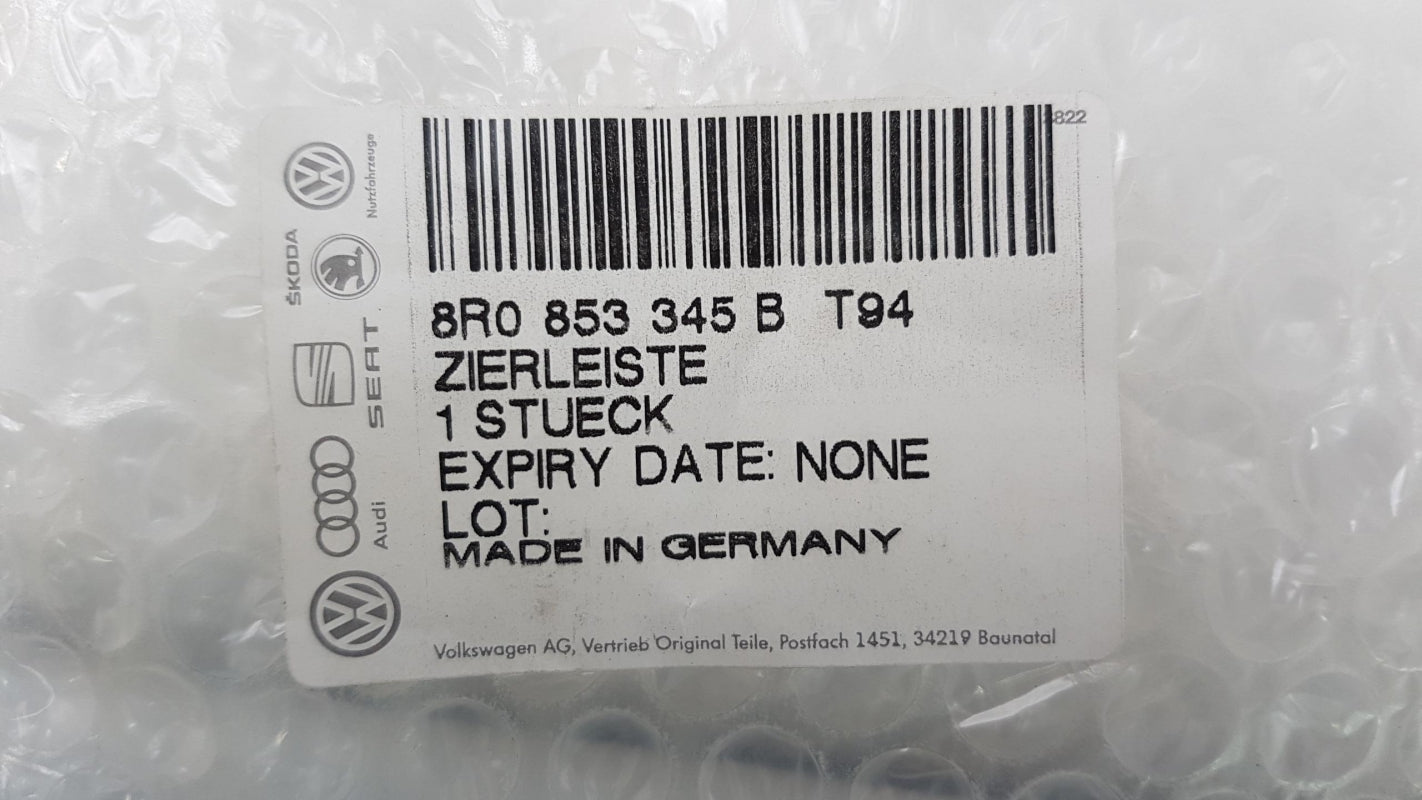 822
8R0 853 345 B T94
ZIERLEISTE
1 STUECK
EXPIRY DATE: NONE
LOT:
MADE IN GERMANY
Volkswagen AG, Vertrieb Original Teile, Postfach 1451, 34219 Baunatal
Nutzfahrzeuge
ŠKODA
SEAT
Audi